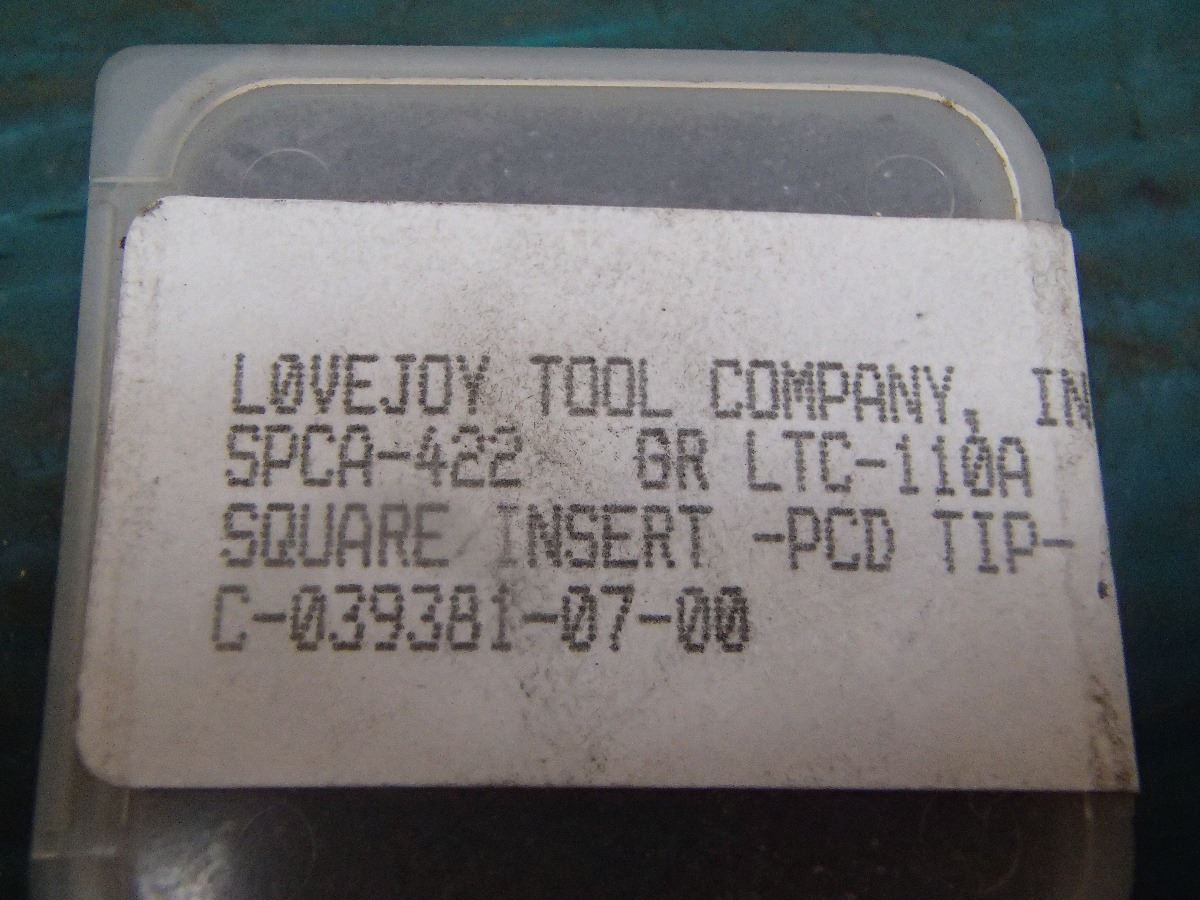 LØVEJOY TOOL COMPANY, IN
SPCA-422 GR LTC-110A
SQUARE INSERT -PCD TIP-
C-039381-07-00